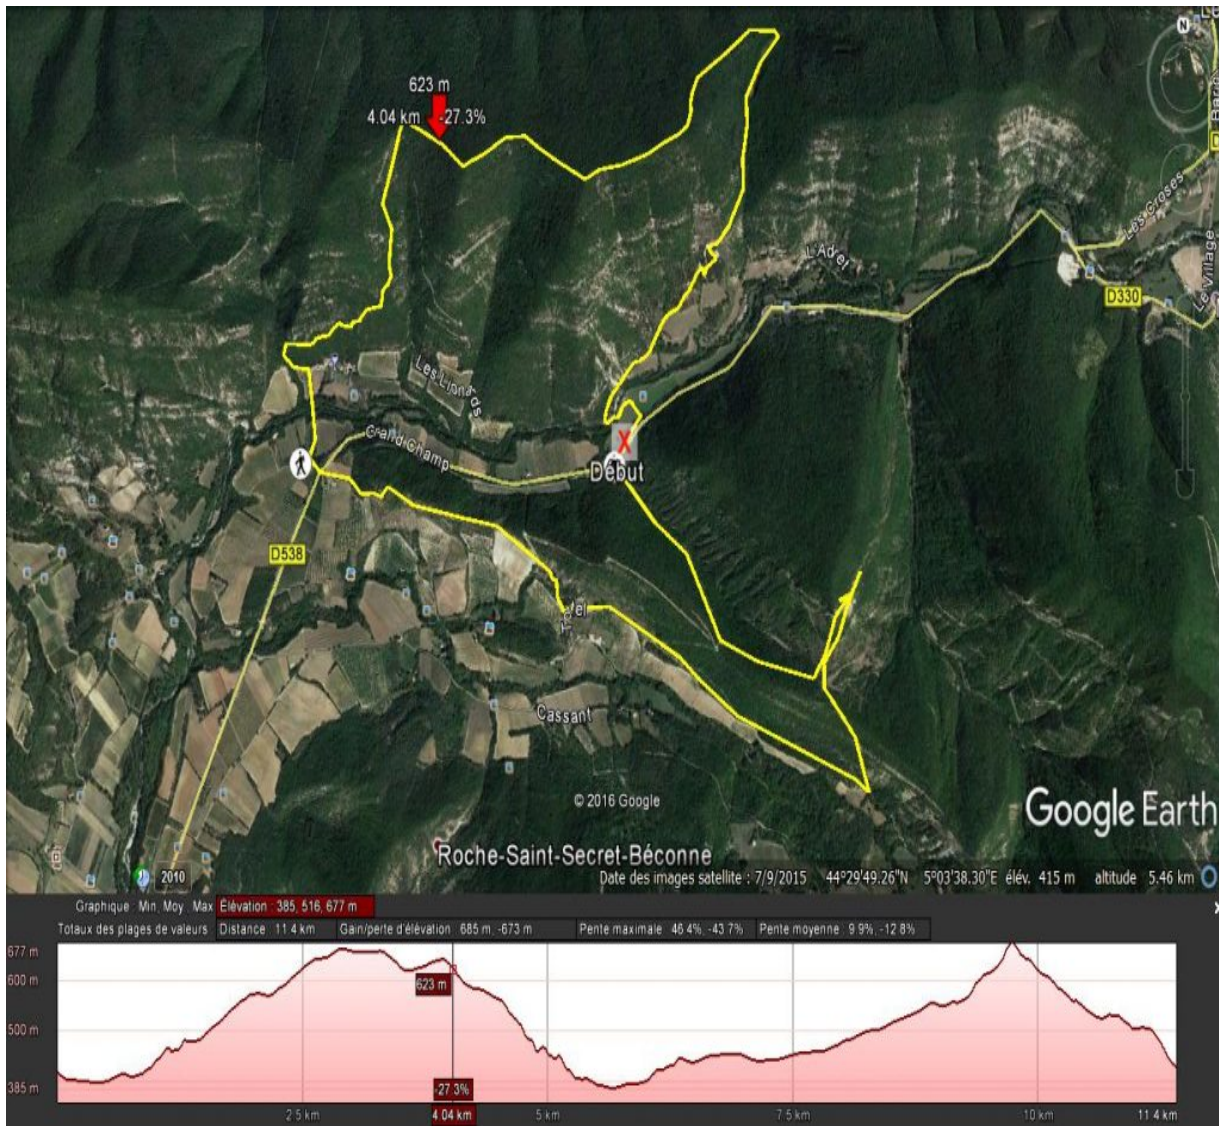 623 m
4.04 km -27.3%
N
Les Croses
L'Adret
D330
Le Village
Les Lionards
Grand Champ
Début
D538
Cassant
© 2016 Google
Google Earth
Roche-Saint-Secret-Béconne
2010
Date des images satellite : 7/9/2015 44°29'49.26"N 5°03'38.30"E élév. 415 m altitude 5.46 km
Graphique : Min, Moy, Max Élévation : 385, 516, 677 m
Totaux des plages de valeurs Distance 11.4 km Gain/perte d'élévation 685 m, -673 m Pente maximale 46.4%, -43.7% Pente moyenne 9.9%, -12.8%
677 m
600 m
623 m
500 m
385 m
-27.3%
2.5 km 4.04 km 5 km 7.5 km 10 km 11.4 km